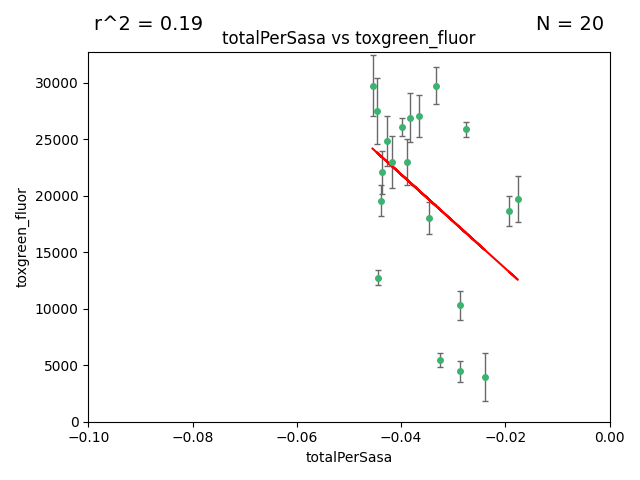 r^2 = 0.19
N = 20
totalPerSasa vs toxgreen_fluor
30000
25000
20000
15000
10000
5000
0
toxgreen_fluor
−0.10
−0.08
−0.06
−0.04
−0.02
0.00
totalPerSasa